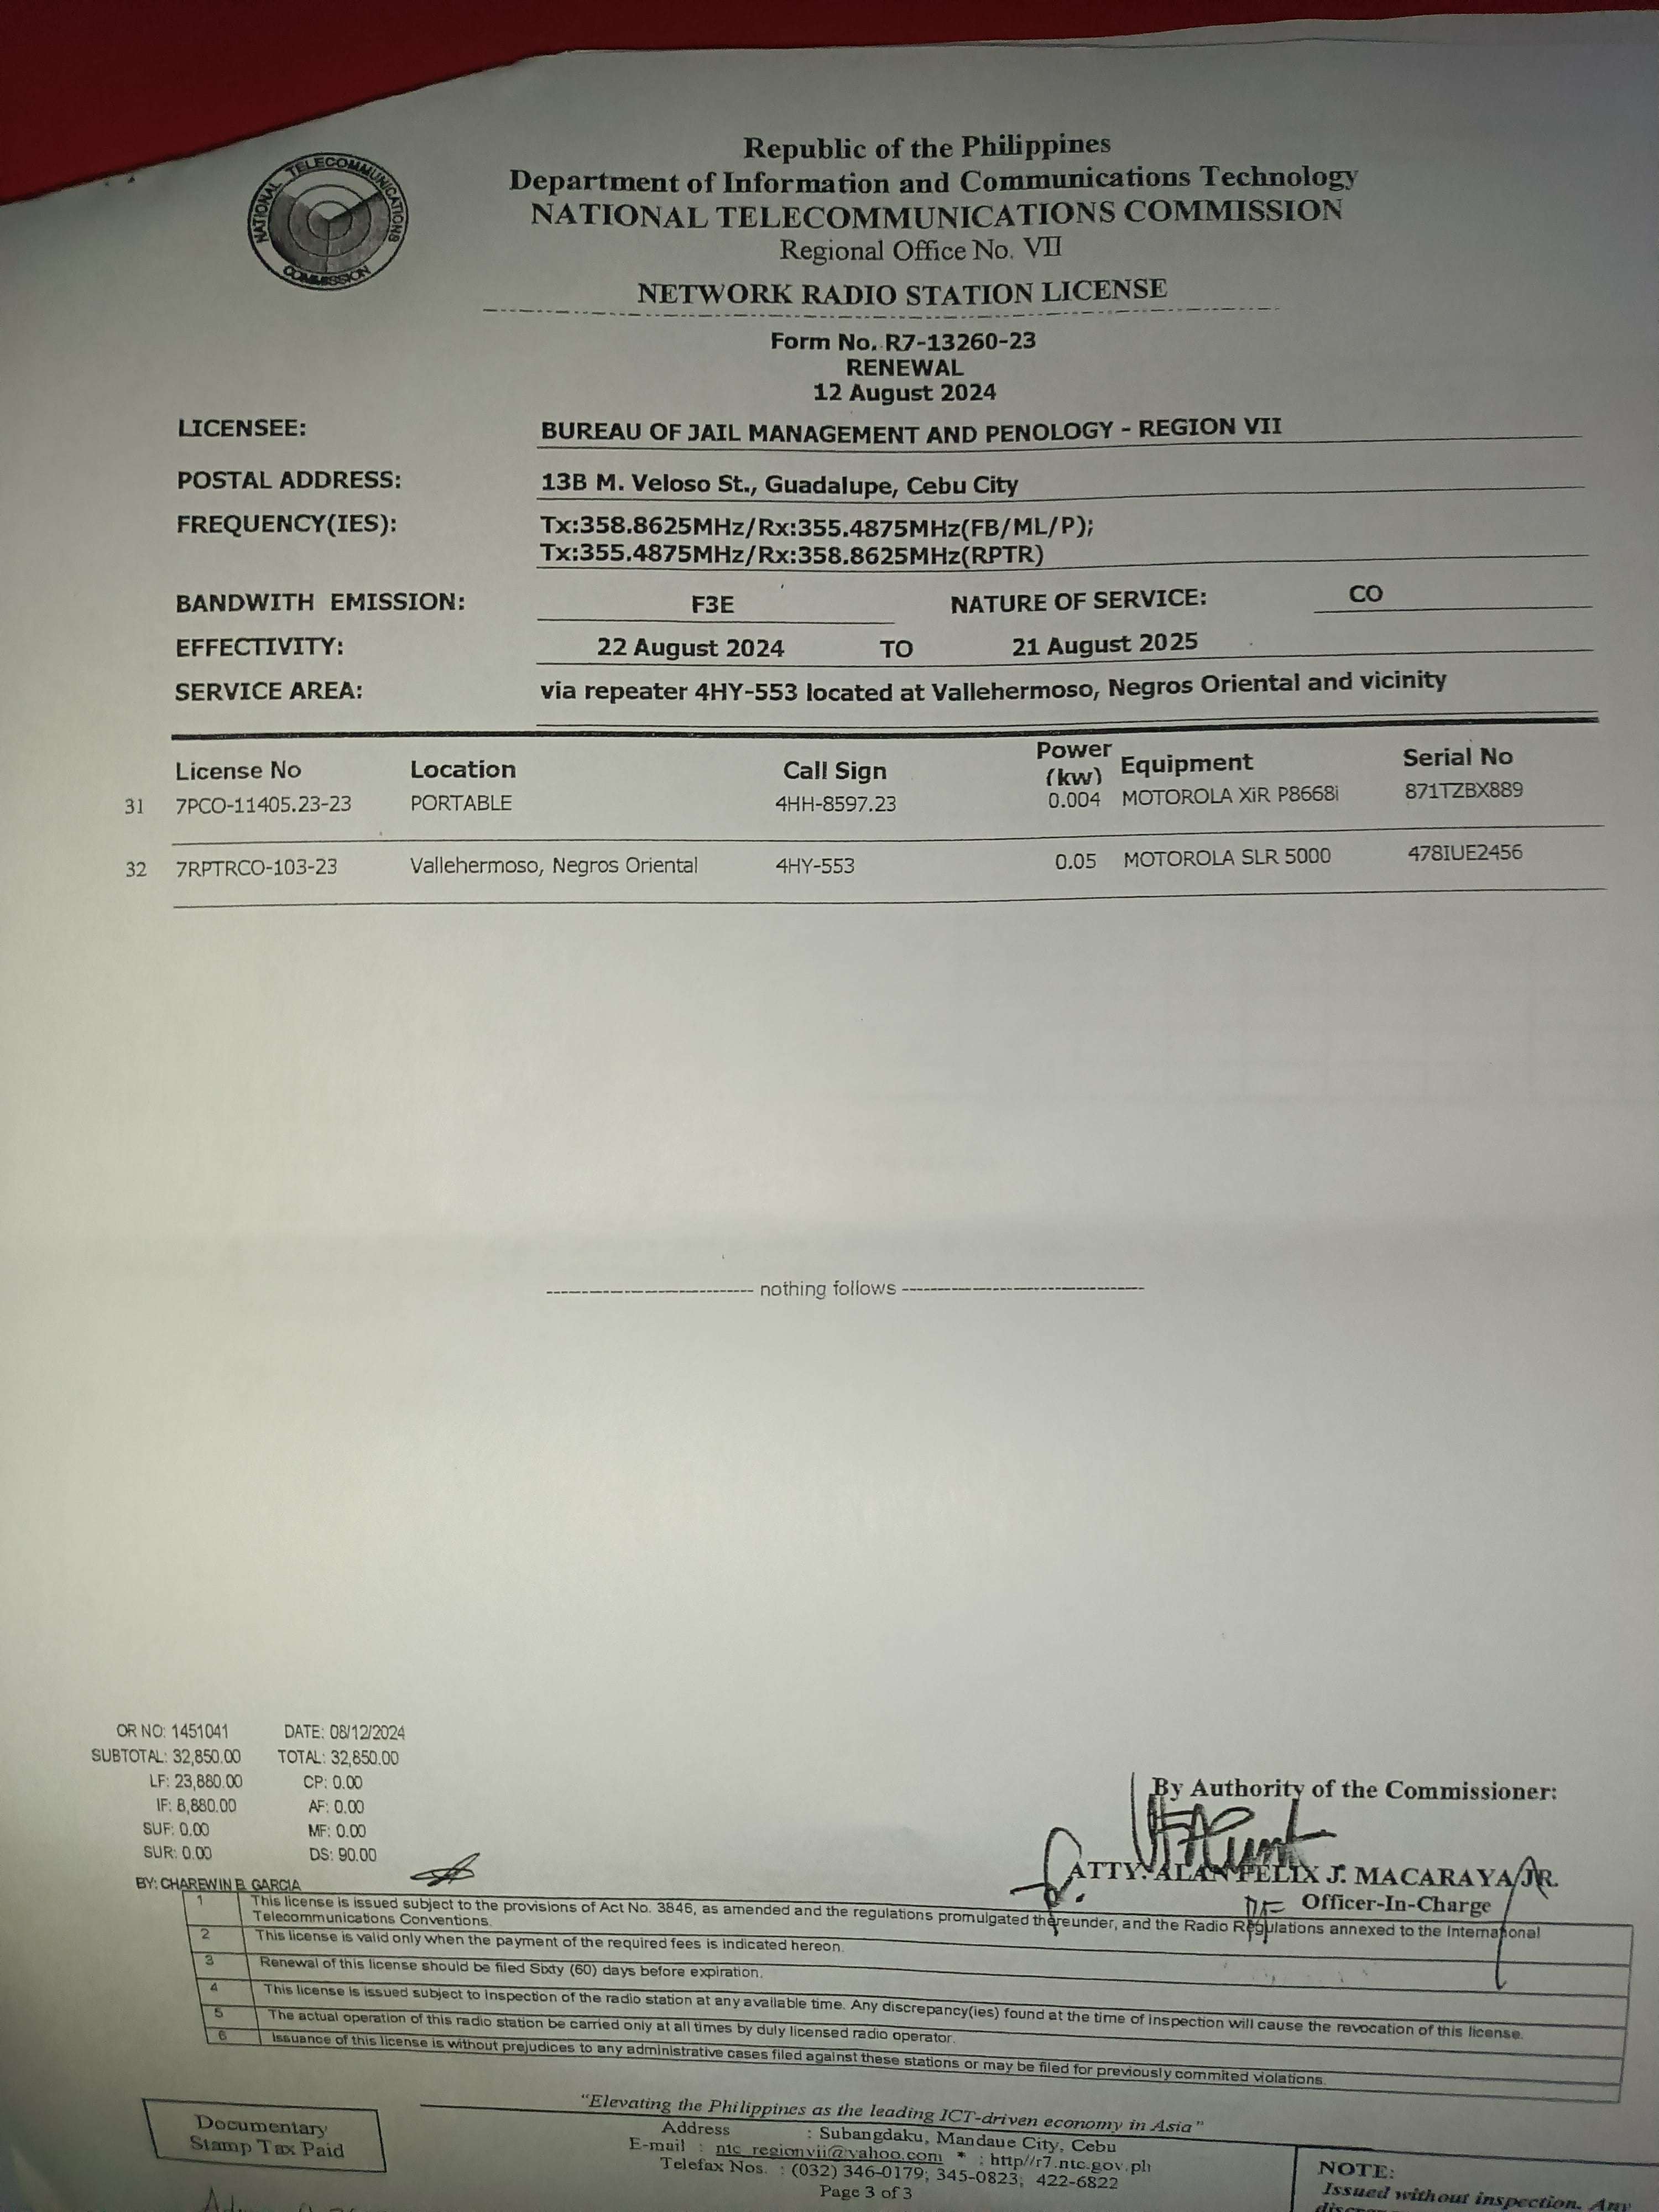 NATIONAL TELECOMMUNICATIONS COMMISSION
Republic of the Philippines
Department of Information and Communications Technology
NATIONAL TELECOMMUNICATIONS COMMISSION
Regional Office No. VII
NETWORK RADIO STATION LICENSE
Form No. R7-13260-23
RENEWAL
12 August 2024
LICENSEE: BUREAU OF JAIL MANAGEMENT AND PENOLOGY - REGION VII
POSTAL ADDRESS: 13B M. Veloso St., Guadalupe, Cebu City
FREQUENCY(IES): Tx:358.8625MHz/Rx:355.4875MHz(FB/ML/P);
Tx:355.4875MHz/Rx:358.8625MHz(RPTR)
BANDWITH EMISSION: F3E NATURE OF SERVICE: CO
EFFECTIVITY: 22 August 2024 TO 21 August 2025
SERVICE AREA: via repeater 4HY-553 located at Vallehermoso, Negros Oriental and vicinity
License No Location Call Sign Power (kw) Equipment Serial No
31 7PCO-11405.23-23 PORTABLE 4HH-8597.23 0.004 MOTOROLA XiR P8668i 871TZBX889
32 7RPTRCO-103-23 Vallehermoso, Negros Oriental 4HY-553 0.05 MOTOROLA SLR 5000 478IUE2456
---------------------------- nothing follows ---------------------------------
OR NO: 1451041 DATE: 08/12/2024
SUBTOTAL: 32,850.00 TOTAL: 32,850.00
LF: 23,880.00 CP: 0.00
IF: 8,880.00 AF: 0.00
SUF: 0.00 MF: 0.00
SUR: 0.00 DS: 90.00
BY: CHAREWIN B. GARCIA
By Authority of the Commissioner:
ATTY. ALAN FELIX J. MACARAYA JR.
Officer-In-Charge
1 This license is issued subject to the provisions of Act No. 3846, as amended and the regulations promulgated thereunder, and the Radio Regulations annexed to the International
Telecommunications Conventions.
2 This license is valid only when the payment of the required fees is indicated hereon.
3 Renewal of this license should be filed Sixty (60) days before expiration.
4 This license is issued subject to inspection of the radio station at any available time. Any discrepancy(ies) found at the time of inspection will cause the revocation of this license.
5 The actual operation of this radio station be carried only at all times by duly licensed radio operator.
6 Issuance of this license is without prejudices to any administrative cases filed against these stations or may be filed for previously commited violations.
Documentary
Stamp Tax Paid
"Elevating the Philippines as the leading ICT-driven economy in Asia"
Address : Subangdaku, Mandaue City, Cebu
E-mail : ntc_regionvii@yahoo.com * : http//r7.ntc.gov.ph
Telefax Nos. : (032) 346-0179; 345-0823; 422-6822
Page 3 of 3
NOTE:
Issued without inspection. Any